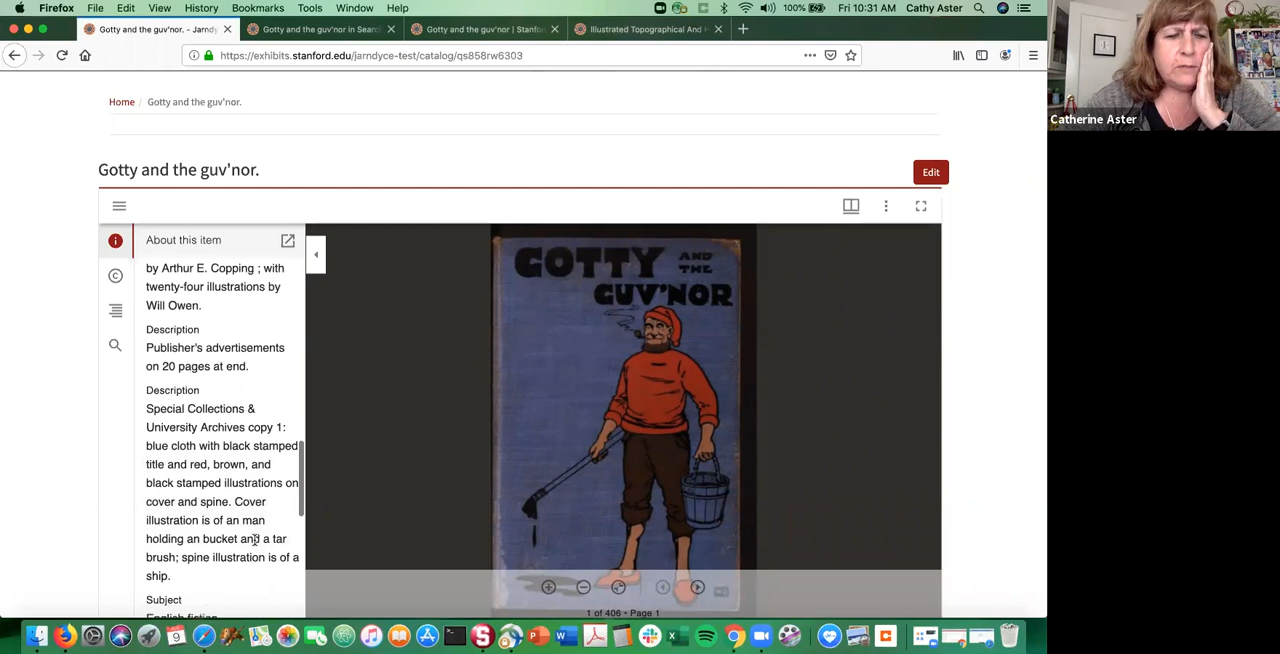 Firefox File Edit View History Bookmarks Tools Window Help 100% Fri 10:31 AM Cathy Aster
Gotty and the guv'nor. - Jarndy
Gotty and the guv'nor in Searc
Gotty and the guv'nor | Stanfor
Illustrated Topographical And H
https://exhibits.stanford.edu/jarndyce-test/catalog/qs858rw6303
Catherine Aster
Home / Gotty and the guv'nor.
Gotty and the guv'nor.
Edit
About this item
by Arthur E. Copping ; with
twenty-four illustrations by
Will Owen.
Description
Publisher's advertisements
on 20 pages at end.
Description
Special Collections &
University Archives copy 1:
blue cloth with black stamped
title and red, brown, and
black stamped illustrations on
cover and spine. Cover
illustration is of an man
holding an bucket and a tar
brush; spine illustration is of a
ship.
Subject
English fiction
GOTTY AND
THE
GUV'NOR
1 of 406 • Page 1